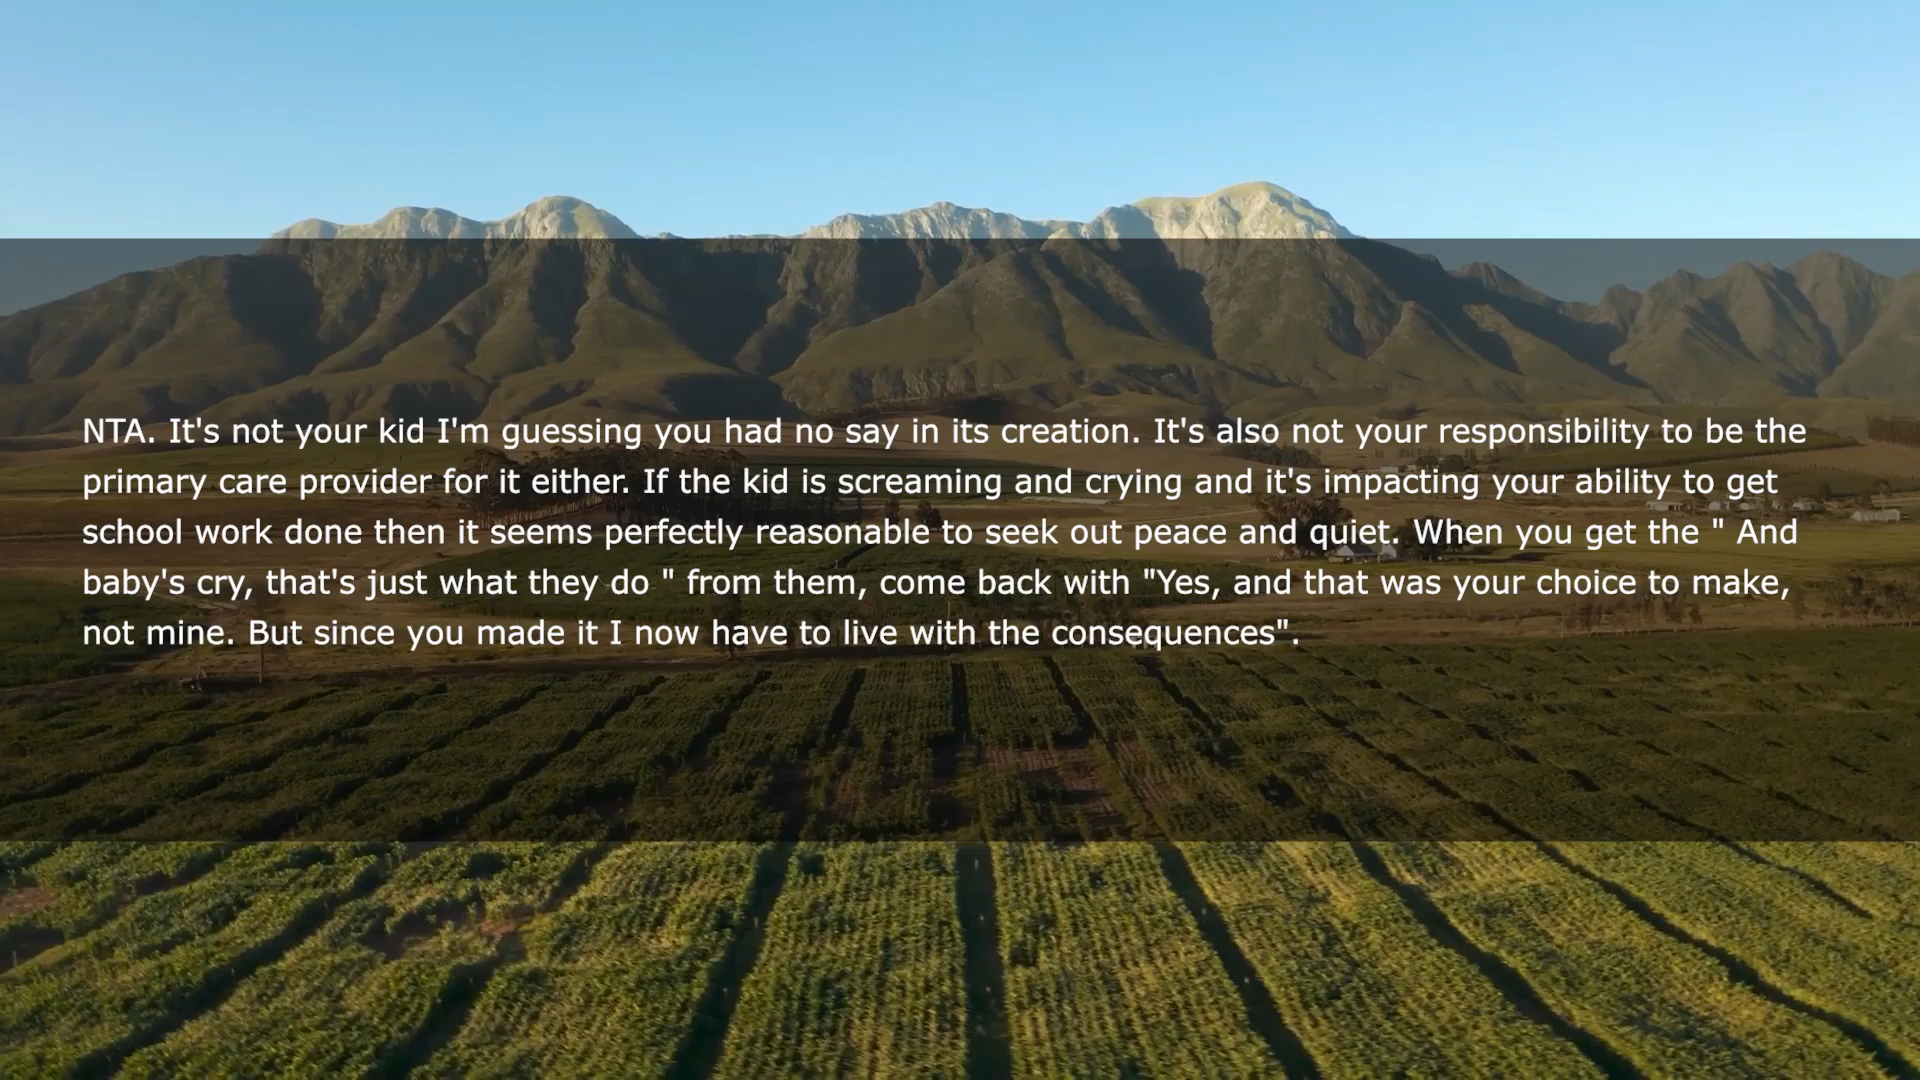 NTA. It's not your kid I'm guessing you had no say in its creation. It's also not your responsibility to be the
primary care provider for it either. If the kid is screaming and crying and it's impacting your ability to get
school work done then it seems perfectly reasonable to seek out peace and quiet. When you get the " And
baby's cry, that's just what they do " from them, come back with "Yes, and that was your choice to make,
not mine. But since you made it I now have to live with the consequences".